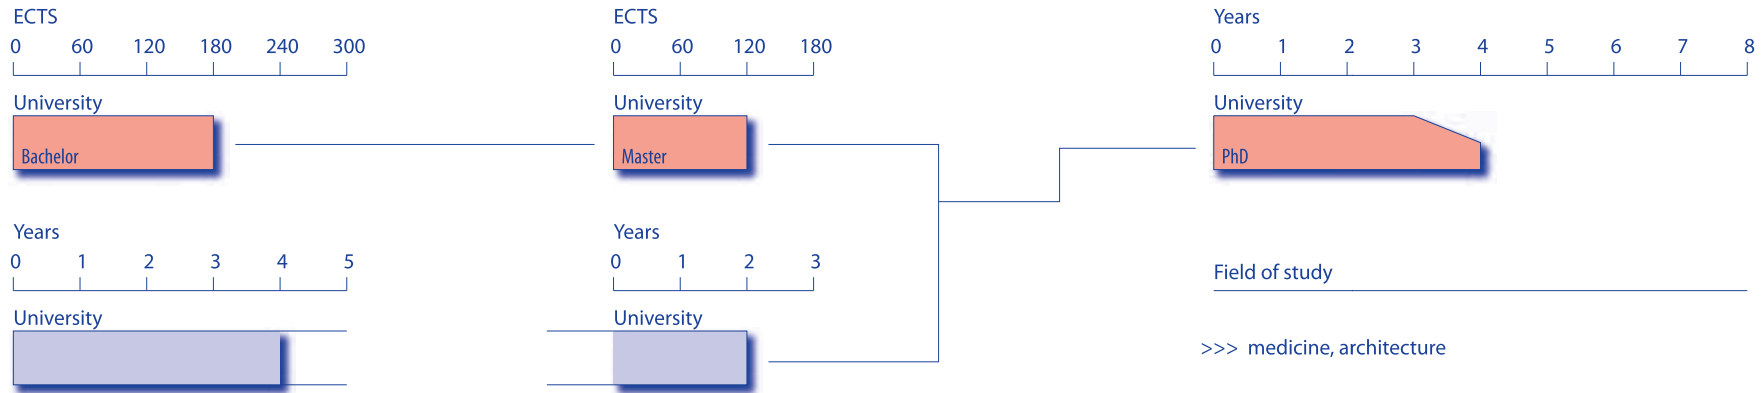 ECTS
0 60 120 180 240 300
University
Bachelor
ECTS
0 60 120 180
University
Master
Years
0 1 2 3 4 5 6 7 8
University
PhD
Years
0 1 2 3 4 5
University
Years
0 1 2 3
University
Field of study
>>> medicine, architecture